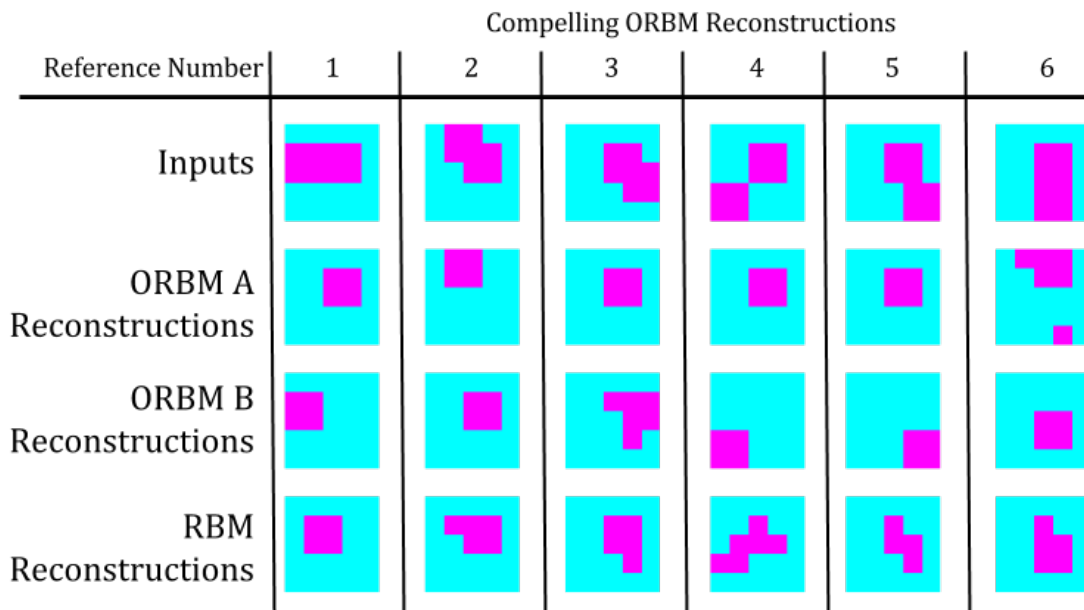 Compelling ORBM Reconstructions
Reference Number 1 2 3 4 5 6
Inputs
ORBM A
Reconstructions
ORBM B
Reconstructions
RBM
Reconstructions